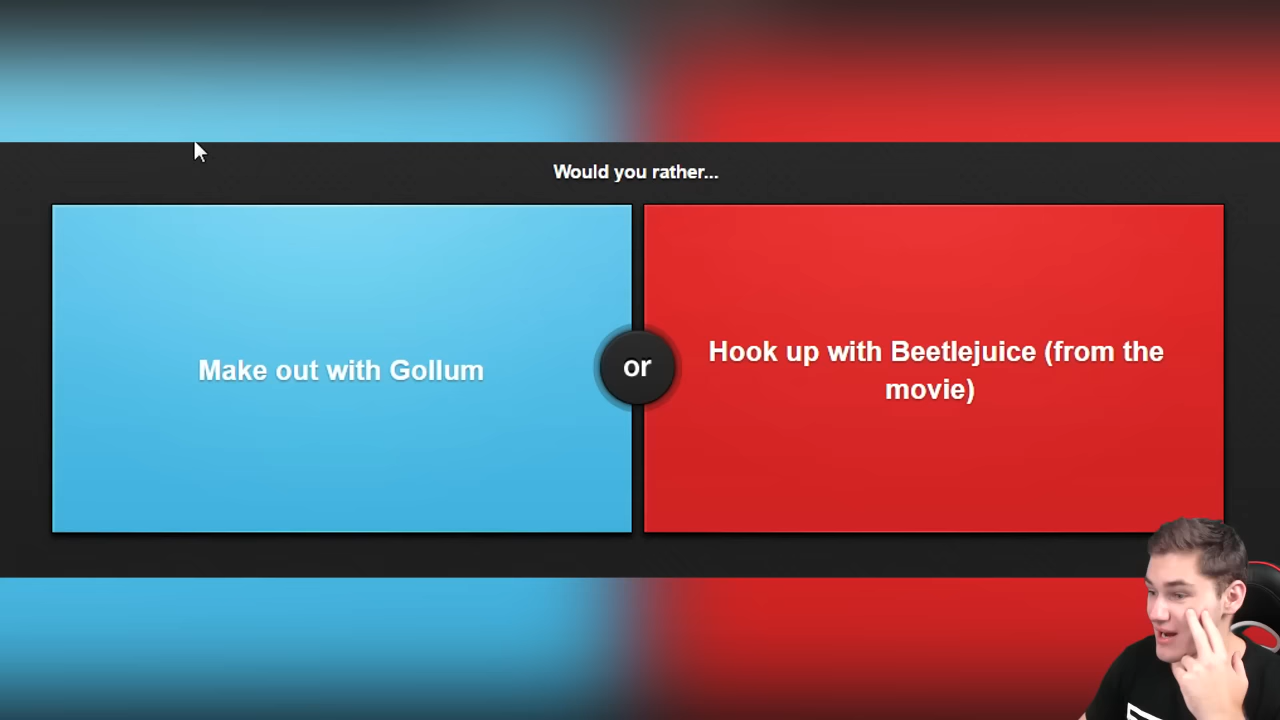 Would you rather...
Make out with Gollum
or
Hook up with Beetlejuice (from the
movie)